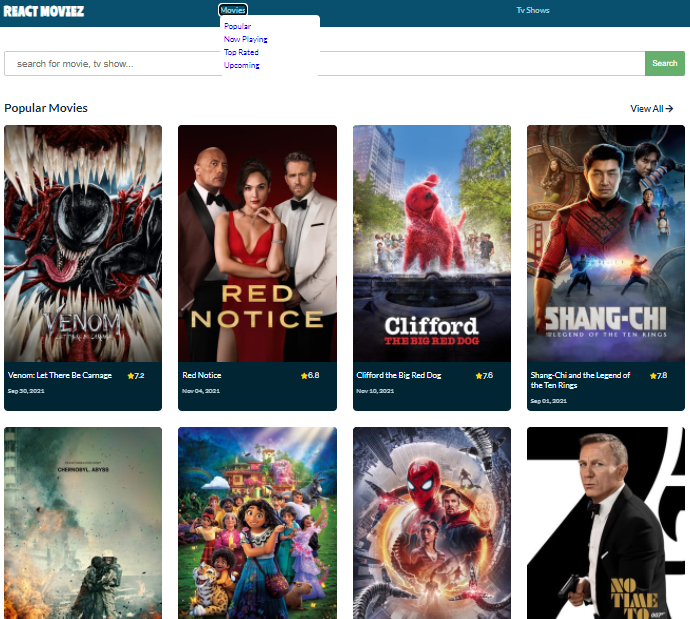 REACT MOVIEZ
Movies
Tv Shows
Popular
Now Playing
Top Rated
Upcoming
search for movie, tv show...
Search
Popular Movies
View All
VENOM
LET THERE BE CARNAGE
RED
NOTICE
Clifford
THE BIG RED DOG
SHANG-CHI
LEGEND OF THE TEN RINGS
Venom: Let There Be Carnage
7.2
Sep 30, 2021
Red Notice
6.8
Nov 04, 2021
Clifford the Big Red Dog
7.6
Nov 10, 2021
Shang-Chi and the Legend of
the Ten Rings
7.8
Sep 01, 2021
CHERNOBYL. ABYSS
NO
TIME
TO
007